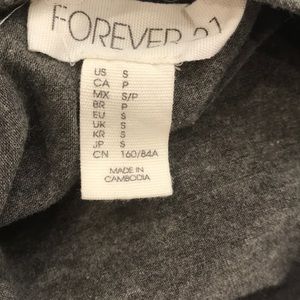 FOREVER 21
US S
CA P
MX S/P
BR P
EU S
UK S
KR S
JP S
CN 160/84A
MADE IN
CAMBODIA